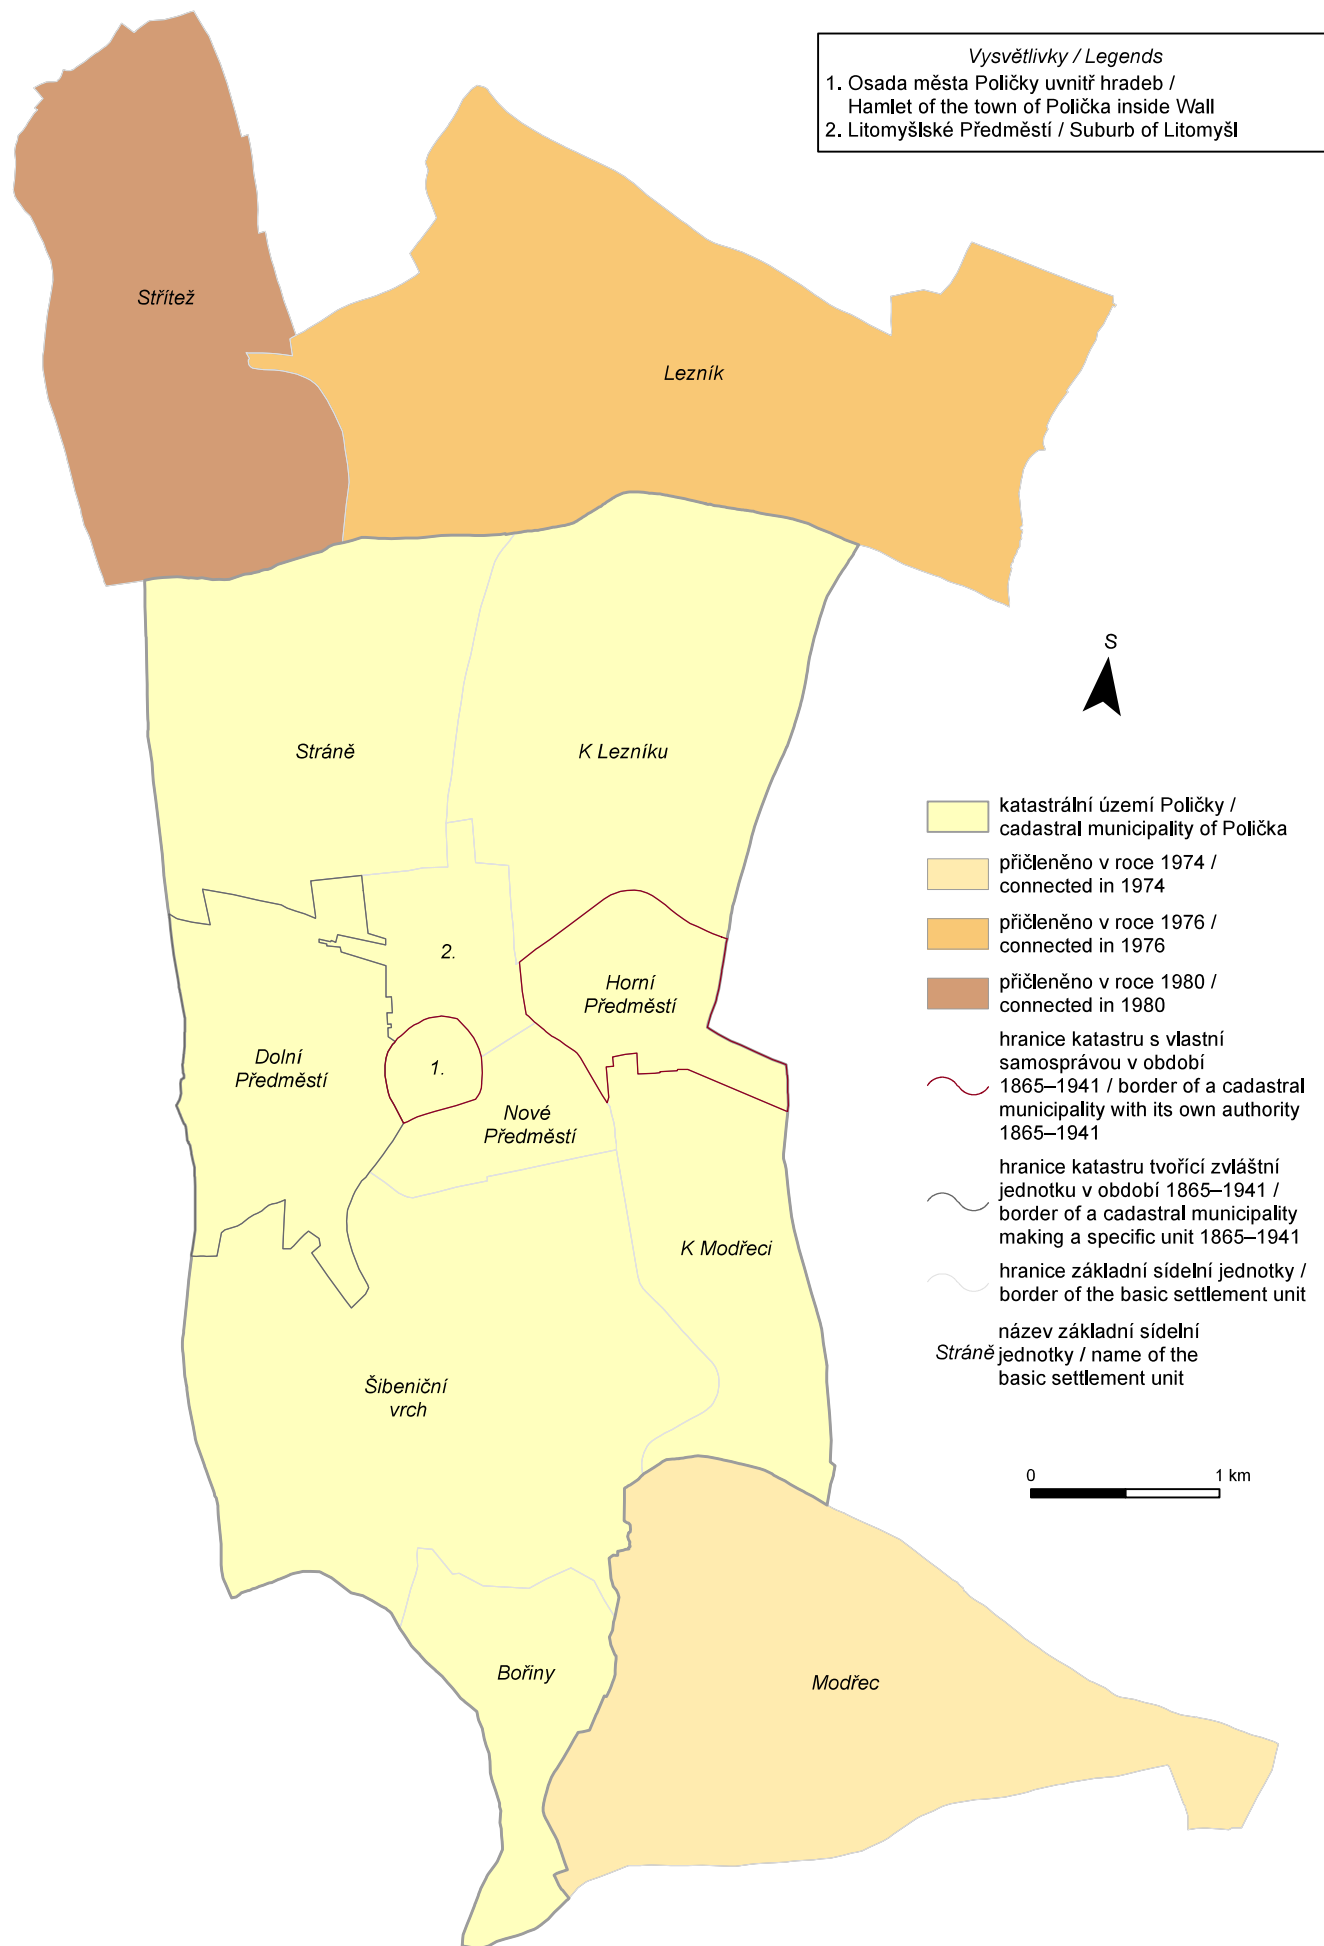 Vysvětlivky / Legends
1. Osada města Poličky uvnitř hradeb /
Hamlet of the town of Polička inside Wall
2. Litomyšlské Předměstí / Suburb of Litomyšl
Střítež
Lezník
S
Stráně
K Lezníku
2.
Horní
Předměstí
Dolní
Předměstí
1.
Nové
Předměstí
K Modřeci
Šibeniční
vrch
Bořiny
Modřec
katastrální území Poličky /
cadastral municipality of Polička
přičleněno v roce 1974 /
connected in 1974
přičleněno v roce 1976 /
connected in 1976
přičleněno v roce 1980 /
connected in 1980
hranice katastru s vlastní
samosprávou v období
1865–1941 / border of a cadastral
municipality with its own authority
1865–1941
hranice katastru tvořící zvláštní
jednotku v období 1865–1941 /
border of a cadastral municipality
making a specific unit 1865–1941
hranice základní sídelní jednotky /
border of the basic settlement unit
Stráně
název základní sídelní
jednotky / name of the
basic settlement unit
0 1 km